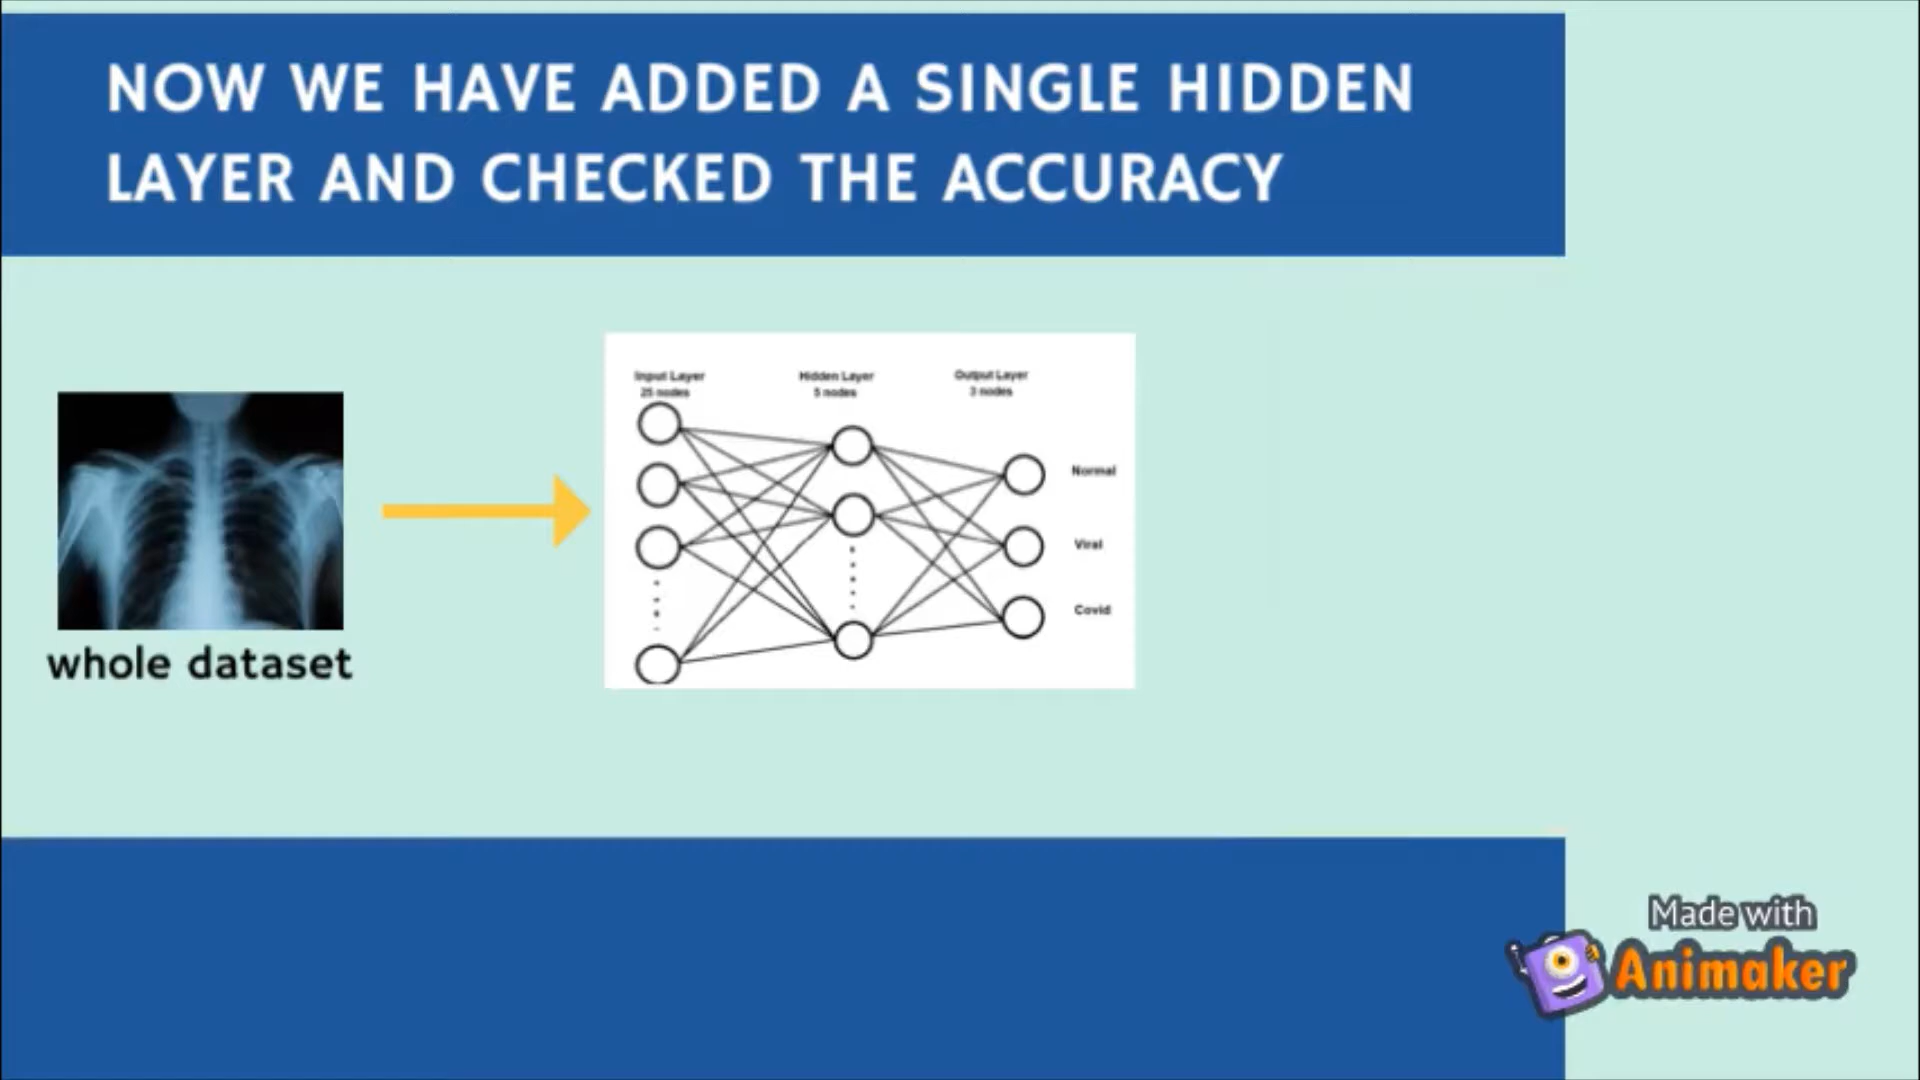 NOW WE HAVE ADDED A SINGLE HIDDEN
LAYER AND CHECKED THE ACCURACY
Input Layer
25 nodes
Hidden Layer
5 nodes
Output Layer
3 nodes
Normal
Viral
Covid
whole dataset
Made with
Animaker